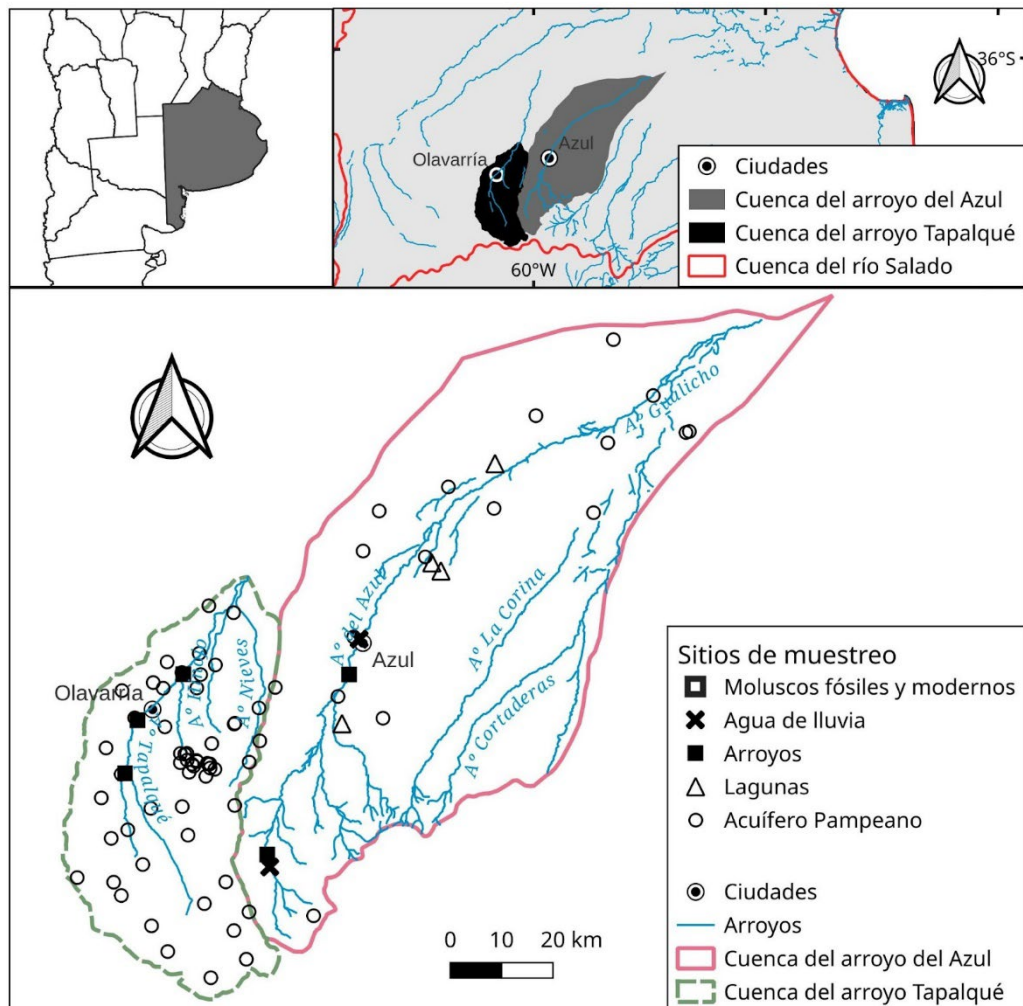 36°S
Olavarría
Azul
60°W
Ciudades
Cuenca del arroyo del Azul
Cuenca del arroyo Tapalqué
Cuenca del río Salado
Aº Gualicho
Aº del Azul
Aº La Corina
Azul
Aº Nieves
Olavarría
Aº Tapalqué
Aº Cortaderas
0 10 20 km
Sitios de muestreo
Moluscos fósiles y modernos
Agua de lluvia
Arroyos
Lagunas
Acuífero Pampeano
Ciudades
Arroyos
Cuenca del arroyo del Azul
Cuenca del arroyo Tapalqué